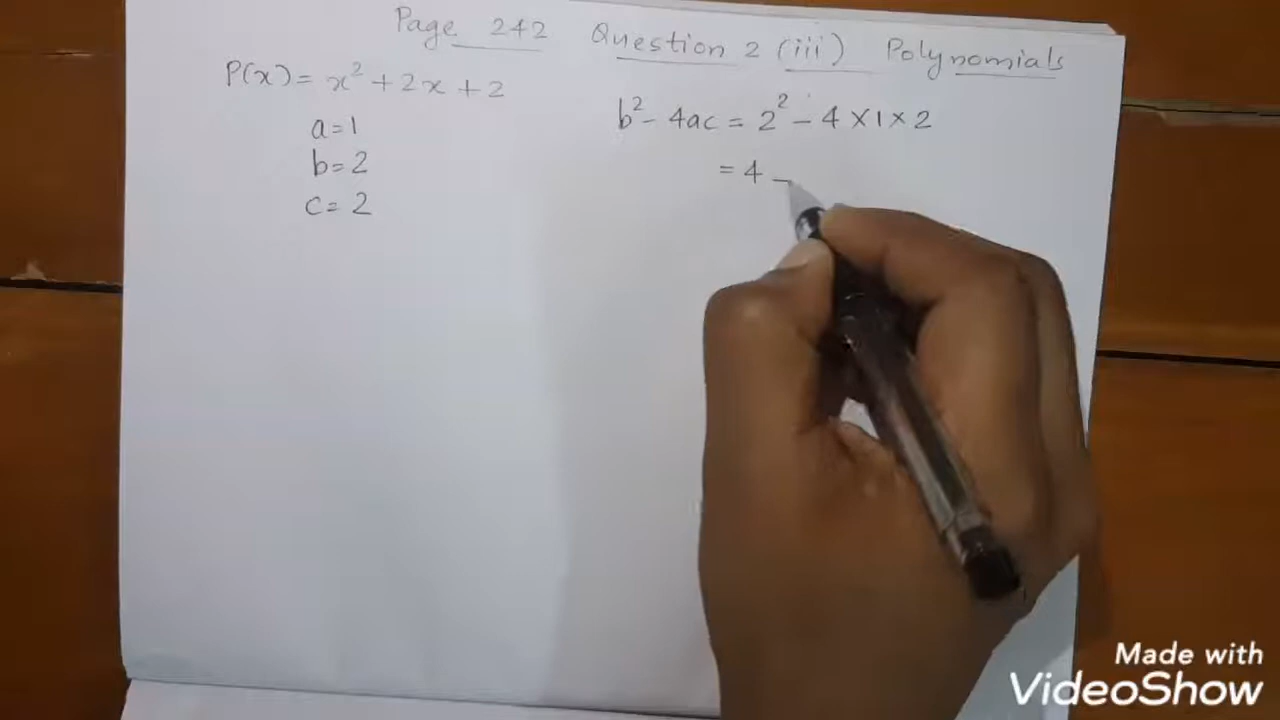 Page 242 Question 2 (iii) Polynomials
P(x) = x² + 2x + 2
a = 1
b = 2
c = 2
b² - 4ac = 2² - 4 × 1 × 2
= 4 -
Made with
VideoShow